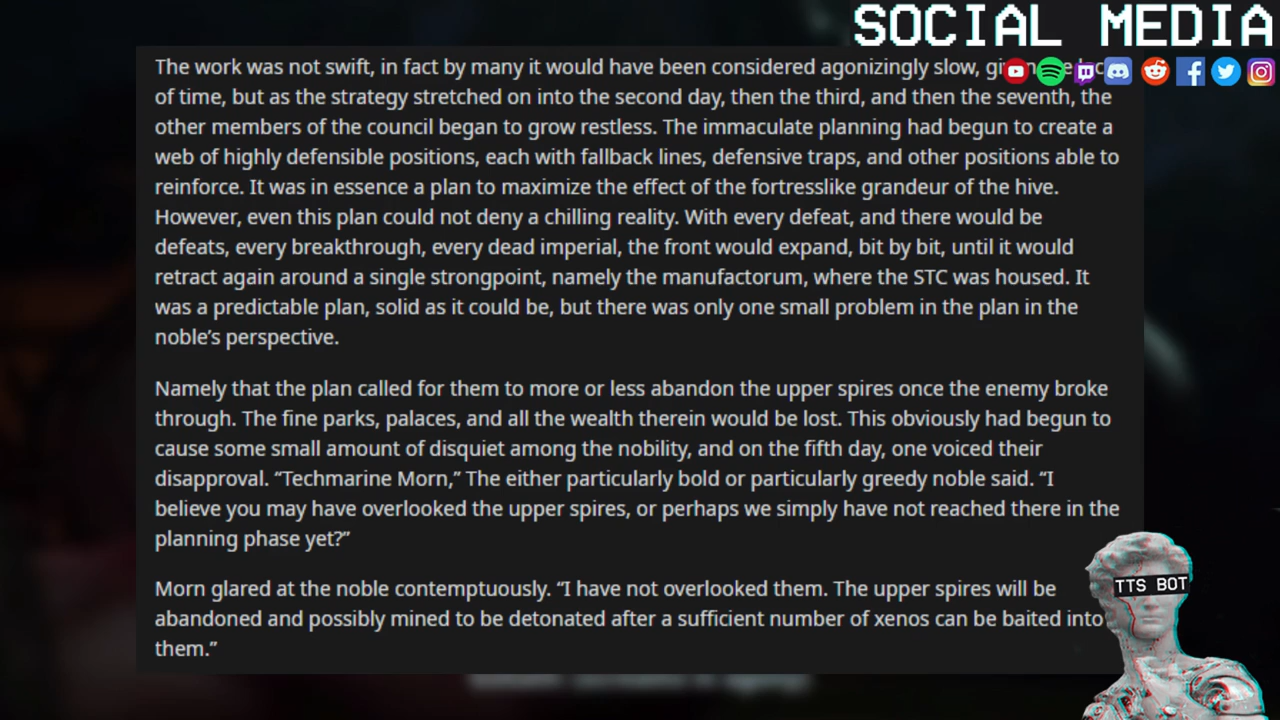 SOCIAL MEDIA
The work was not swift, in fact by many it would have been considered agonizingly slow,
of time, but as the strategy stretched on into the second day, then the third, and then the seventh, the
other members of the council began to grow restless. The immaculate planning had begun to create a
web of highly defensible positions, each with fallback lines, defensive traps, and other positions able to
reinforce. It was in essence a plan to maximize the effect of the fortresslike grandeur of the hive.
However, even this plan could not deny a chilling reality. With every defeat, and there would be
defeats, every breakthrough, every dead imperial, the front would expand, bit by bit, until it would
retract again around a single strongpoint, namely the manufactorum, where the STC was housed. It
was a predictable plan, solid as it could be, but there was only one small problem in the plan in the
noble’s perspective.
Namely that the plan called for them to more or less abandon the upper spires once the enemy broke
through. The fine parks, palaces, and all the wealth therein would be lost. This obviously had begun to
cause some small amount of disquiet among the nobility, and on the fifth day, one voiced their
disapproval. “Techmarine Morn,” The either particularly bold or particularly greedy noble said. “I
believe you may have overlooked the upper spires, or perhaps we simply have not reached there in the
planning phase yet?”
Morn glared at the noble contemptuously. “I have not overlooked them. The upper spires will be
abandoned and possibly mined to be detonated after a sufficient number of xenos can be baited into
them.”
TTS BOT